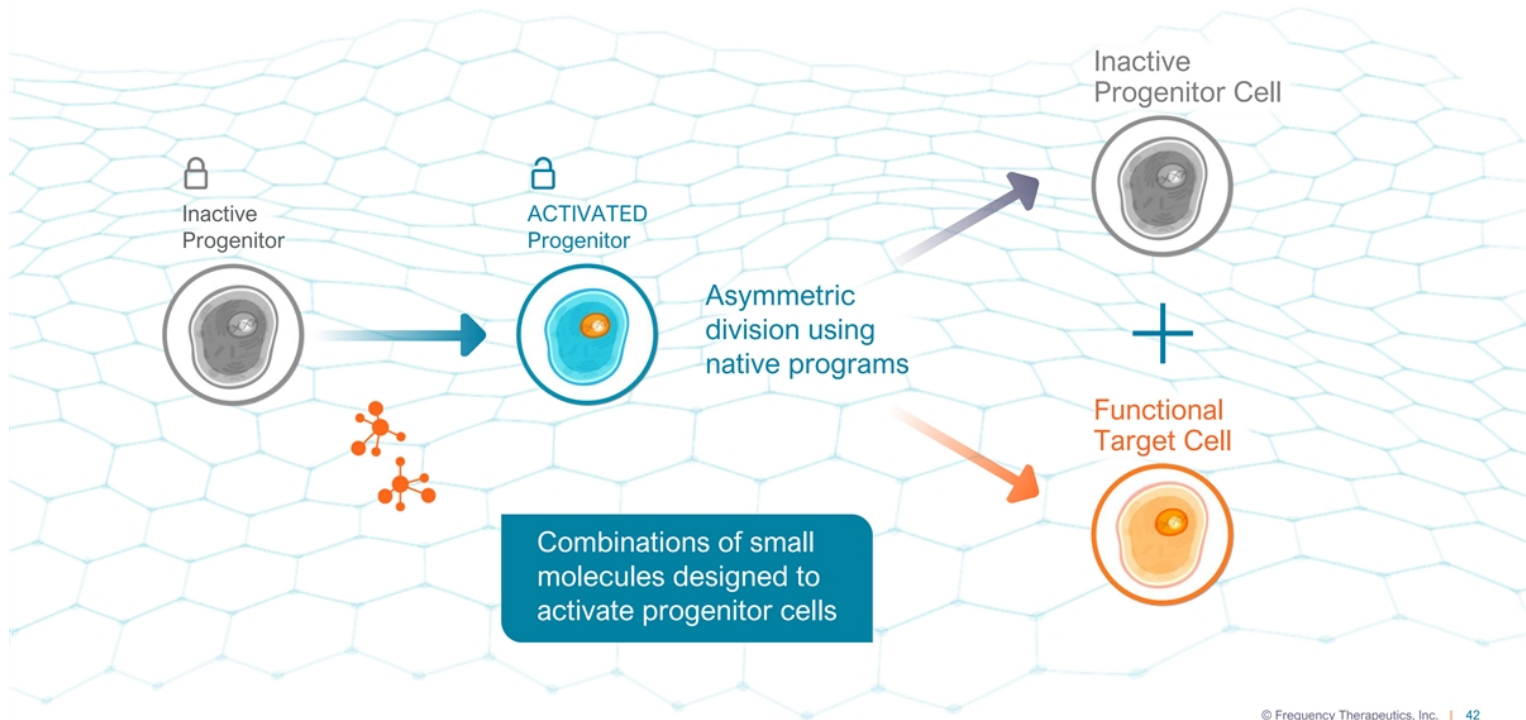 Inactive
Progenitor
ACTIVATED
Progenitor
Asymmetric
division using
native programs
Inactive
Progenitor Cell
Functional
Target Cell
Combinations of small
molecules designed to
activate progenitor cells
© Frequency Therapeutics, Inc. | 42